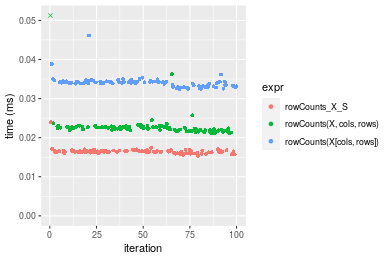 0.05
0.04
0.03
0.02
0.01
0.00
time (ms)
0
25
50
75
100
iteration
expr
rowCounts_X_S
rowCounts(X, cols, rows)
rowCounts(X[cols, rows])